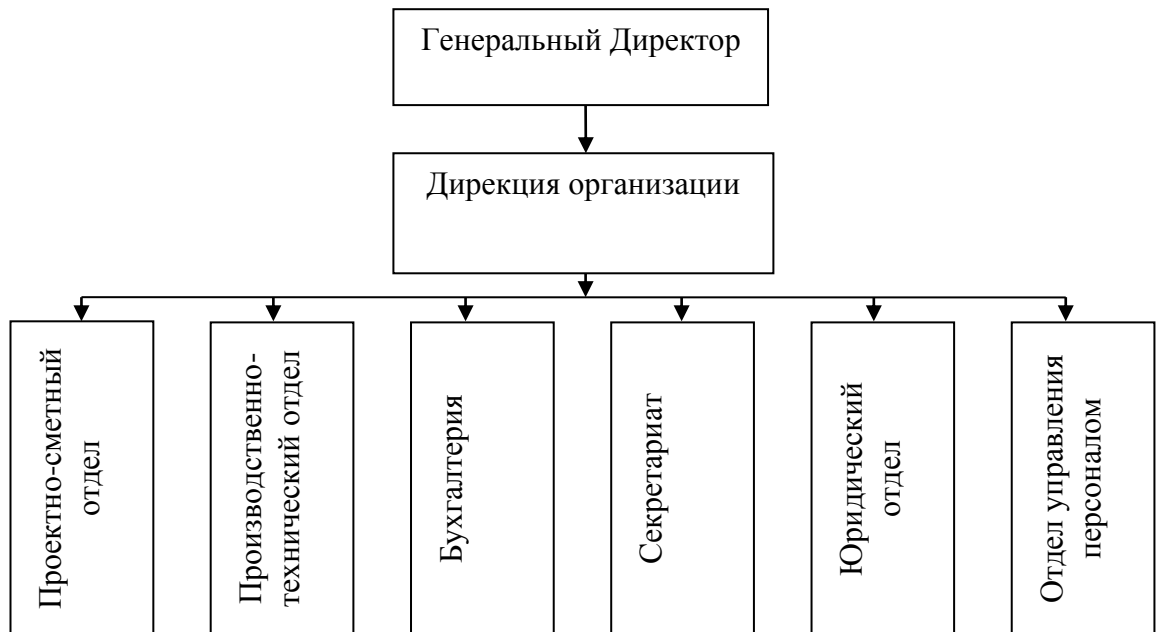 Генеральный Директор
Дирекция организации
Проектно-сметный
отдел
Производственно-
технический отдел
Бухгалтерия
Секретариат
Юридический
отдел
Отдел управления
персоналом